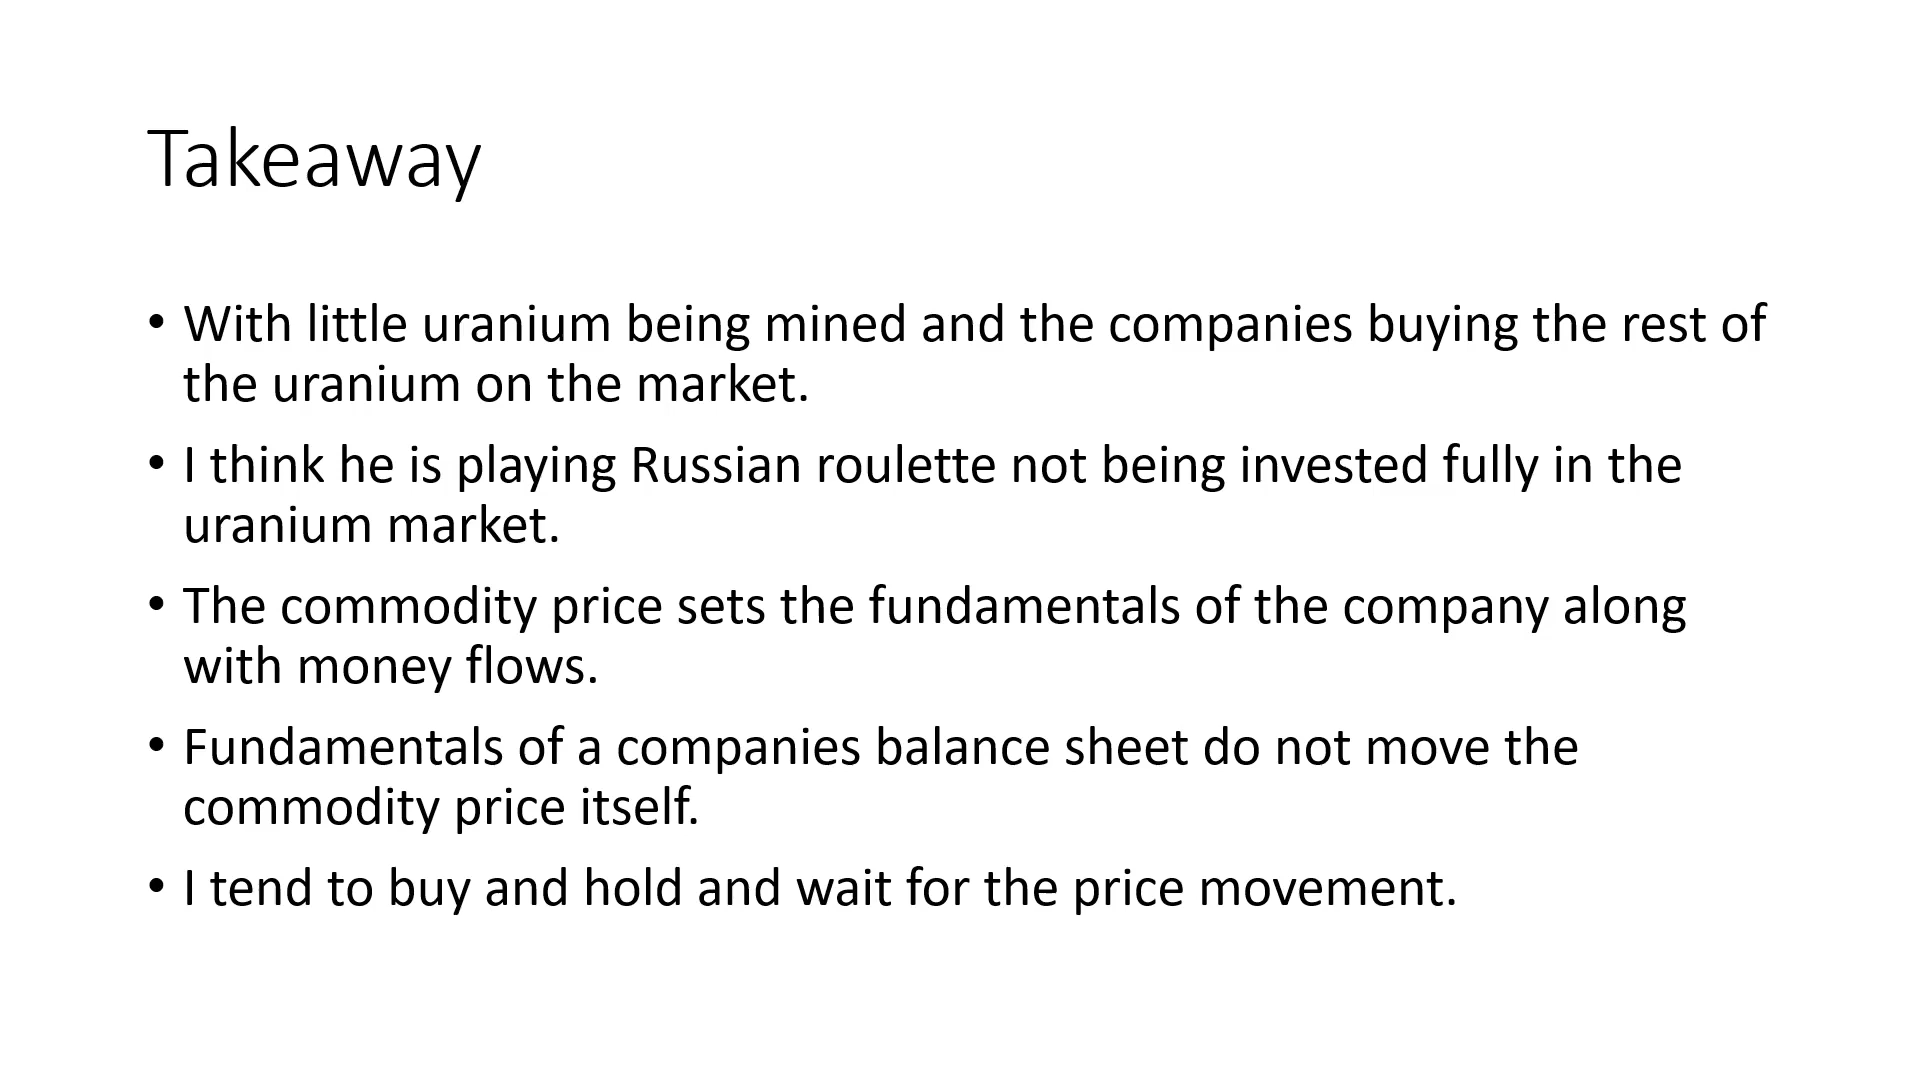 Takeaway
• With little uranium being mined and the companies buying the rest of
the uranium on the market.
• I think he is playing Russian roulette not being invested fully in the
uranium market.
• The commodity price sets the fundamentals of the company along
with money flows.
• Fundamentals of a companies balance sheet do not move the
commodity price itself.
• I tend to buy and hold and wait for the price movement.